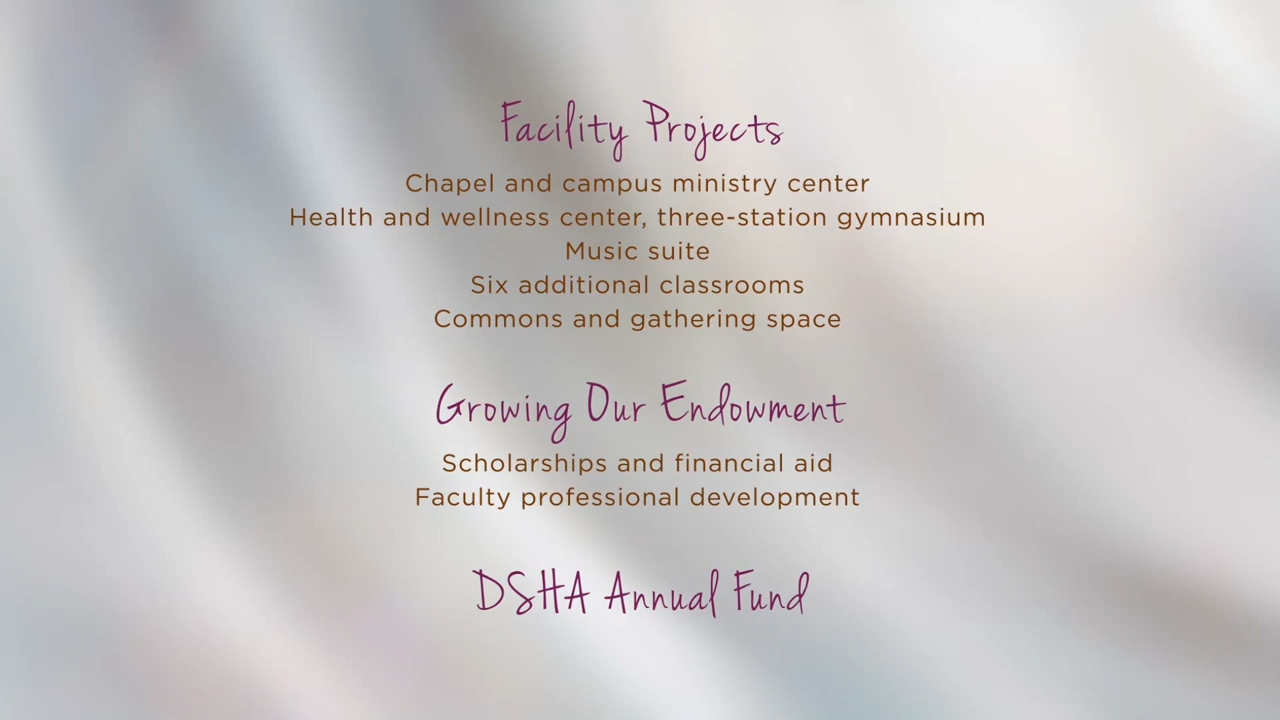 Facility Projects
Chapel and campus ministry center
Health and wellness center, three-station gymnasium
Music suite
Six additional classrooms
Commons and gathering space
Growing Our Endowment
Scholarships and financial aid
Faculty professional development
DSHA Annual Fund